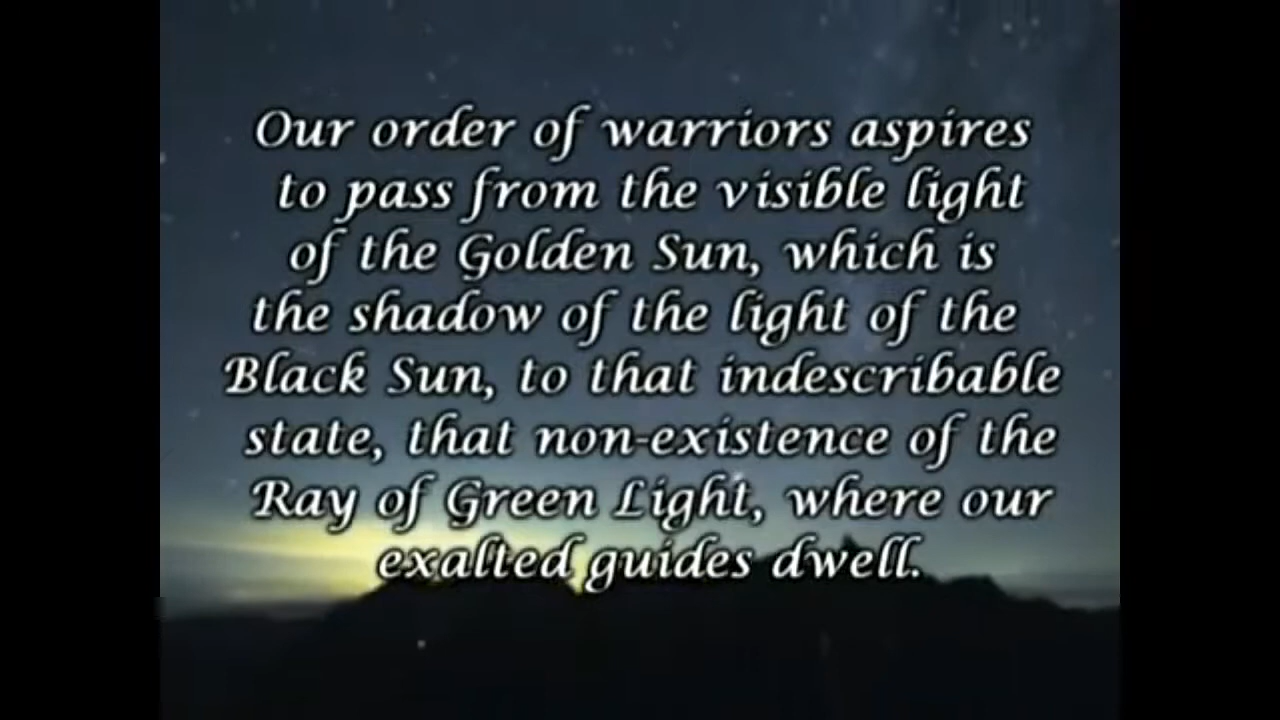 Our order of warriors aspires
to pass from the visible light
of the Golden Sun, which is
the shadow of the light of the
Black Sun, to that indescribable
state, that non-existence of the
Ray of Green Light, where our
exalted guides dwell.